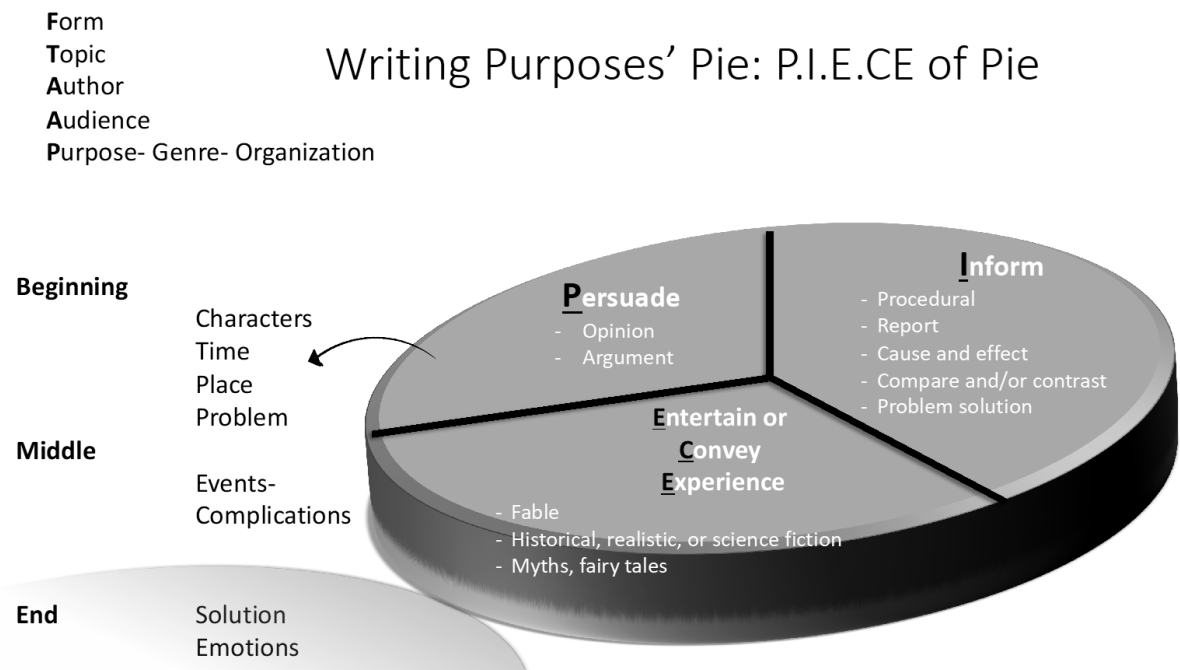 Form
Topic
Author
Audience
Purpose- Genre- Organization
Writing Purposes’ Pie: P.I.E.CE of Pie
Beginning
Characters
Time
Place
Problem
Middle
Events-
Complications
End
Solution
Emotions
Persuade
- Opinion
- Argument
Inform
- Procedural
- Report
- Cause and effect
- Compare and/or contrast
- Problem solution
Entertain or
Convey
Experience
- Fable
- Historical, realistic, or science fiction
- Myths, fairy tales